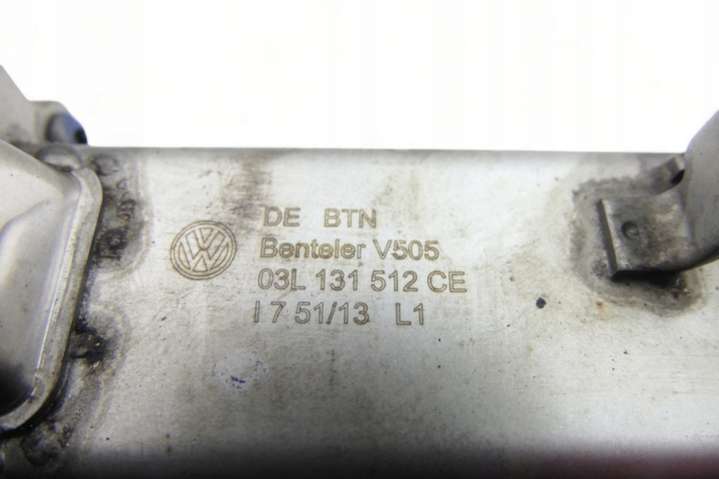 DE BTN
Benteler V505
03L 131 512 CE
I 7 51/13 L1